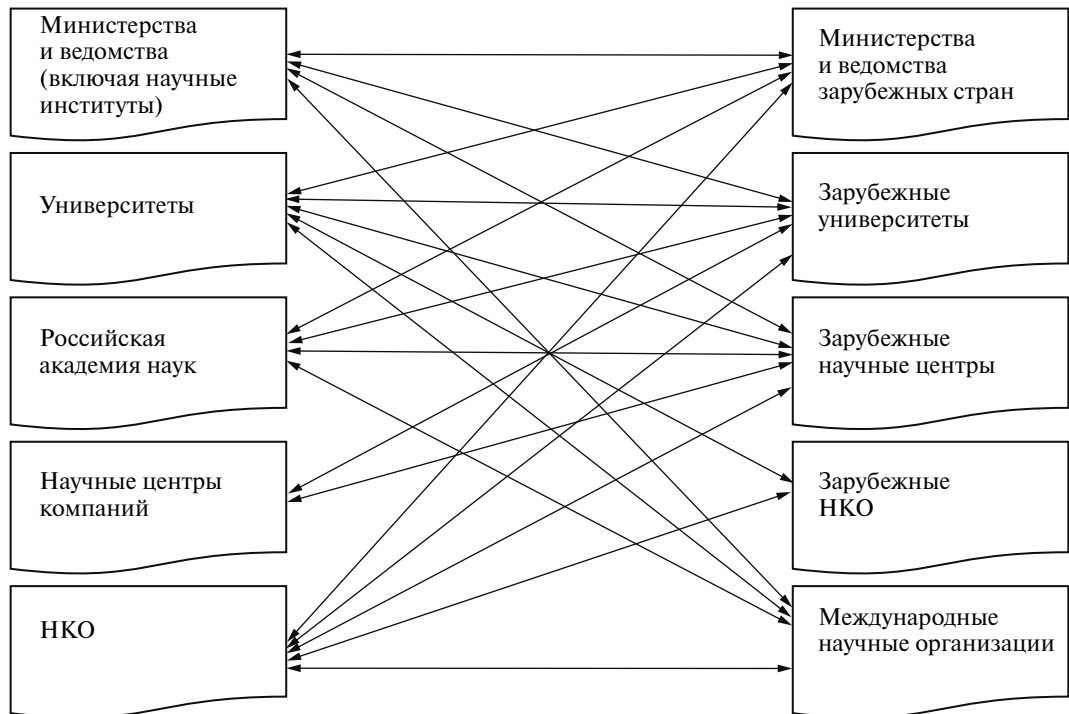 Министерства
и ведомства
(включая научные
институты)
Университеты
Российская
академия наук
Научные центры
компаний
НКО
Министерства
и ведомства
зарубежных стран
Зарубежные
университеты
Зарубежные
научные центры
Зарубежные
НКО
Международные
научные организации